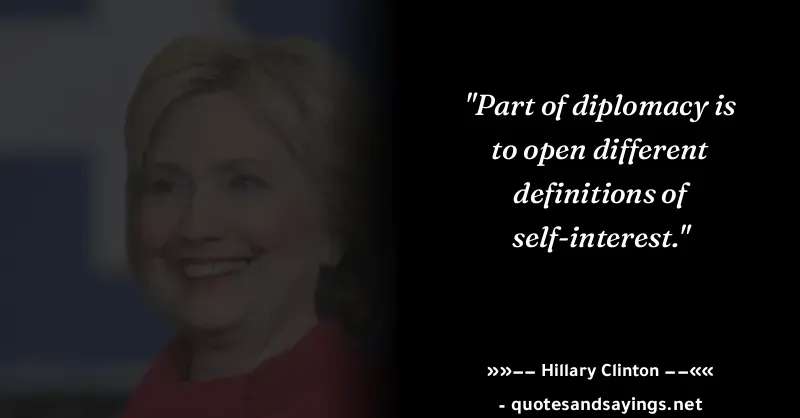 "Part of diplomacy is
to open different
definitions of
self-interest."
»»−− Hillary Clinton −−««
- quotesandsayings.net